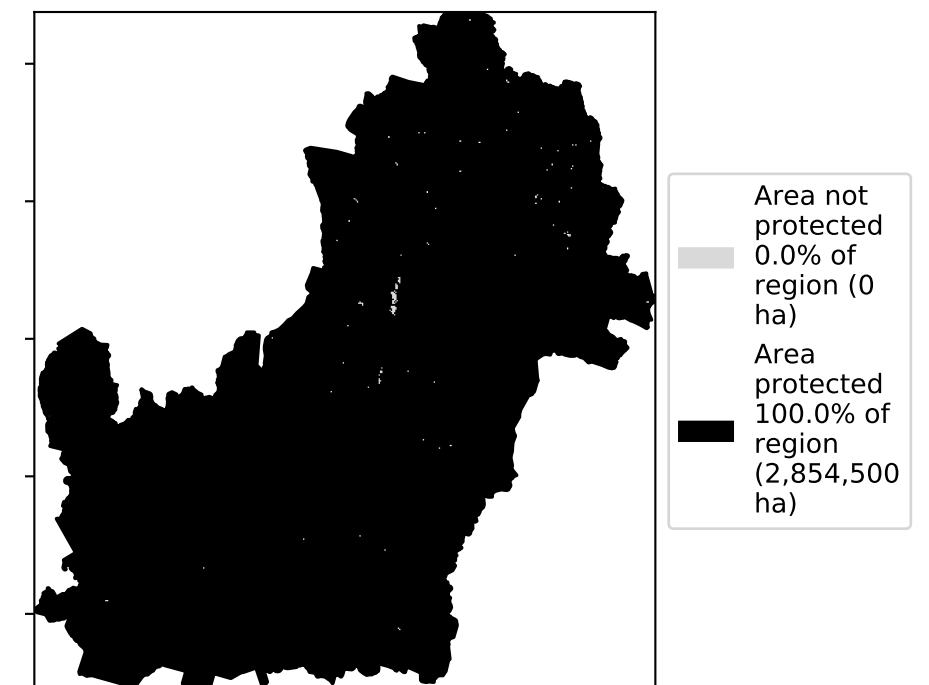 Area not
protected
0.0% of
region (0
ha)
Area
protected
100.0% of
region
(2,854,500
ha)